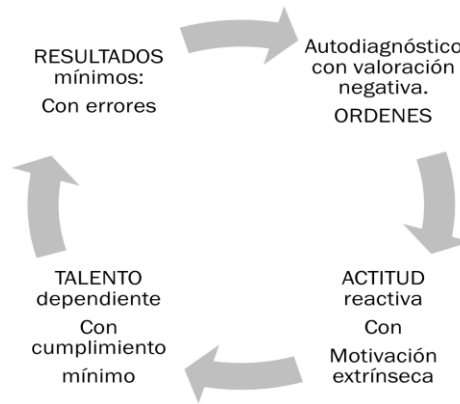 RESULTADOS
mínimos:
Con errores
Autodiagnóstico
con valoración
negativa.
ORDENES
ACTITUD
reactiva
Con
Motivación
extrínseca
TALENTO
dependiente
Con
cumplimiento
mínimo